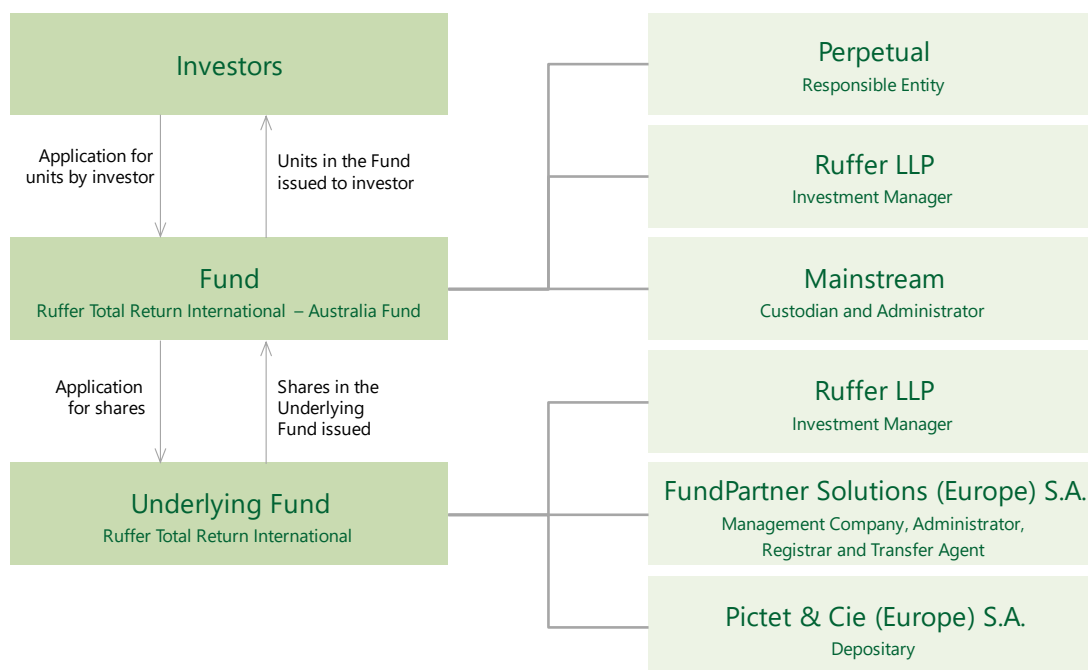 Investors
Application for
units by investor
Units in the Fund
issued to investor
Fund
Ruffer Total Return International – Australia Fund
Application
for shares
Shares in the
Underlying
Fund issued
Underlying Fund
Ruffer Total Return International
Perpetual
Responsible Entity
Ruffer LLP
Investment Manager
Mainstream
Custodian and Administrator
Ruffer LLP
Investment Manager
FundPartner Solutions (Europe) S.A.
Management Company, Administrator,
Registrar and Transfer Agent
Pictet & Cie (Europe) S.A.
Depositary